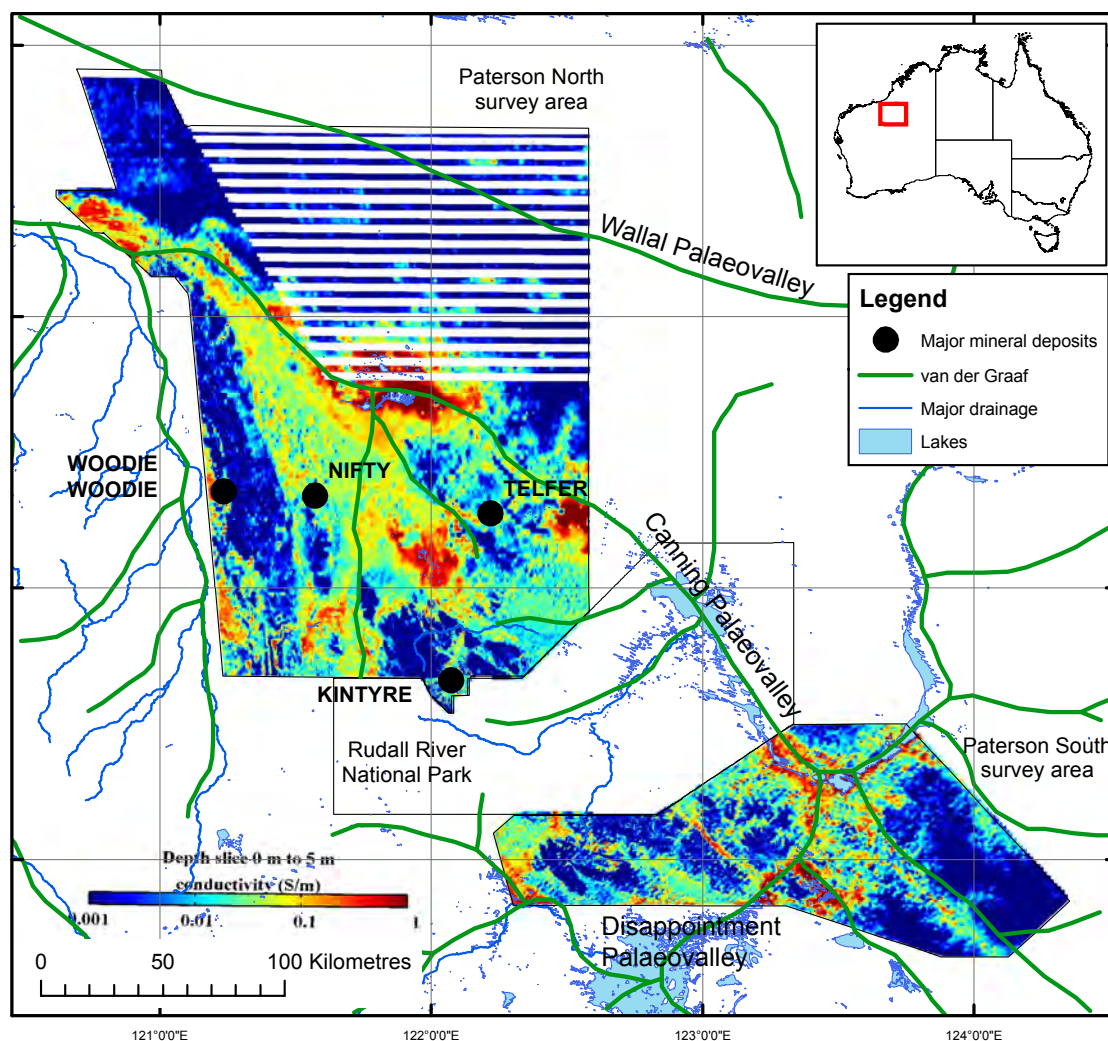 Paterson North
survey area
Wallal Palaeovalley
Legend
Major mineral deposits
van der Graaf
Major drainage
Lakes
WOODIE
WOODIE
NIFTY
TELFER
Canning Palaeovalley
KINTYRE
Rudall River
National Park
Paterson South
survey area
Depth slice 0 m to 5 m
conductivity (S/m)
0.001 0.01 0.1 1
Disappointment
Palaeovalley
0 50 100 Kilometres
121°0'0"E 122°0'0"E 123°0'0"E 124°0'0"E